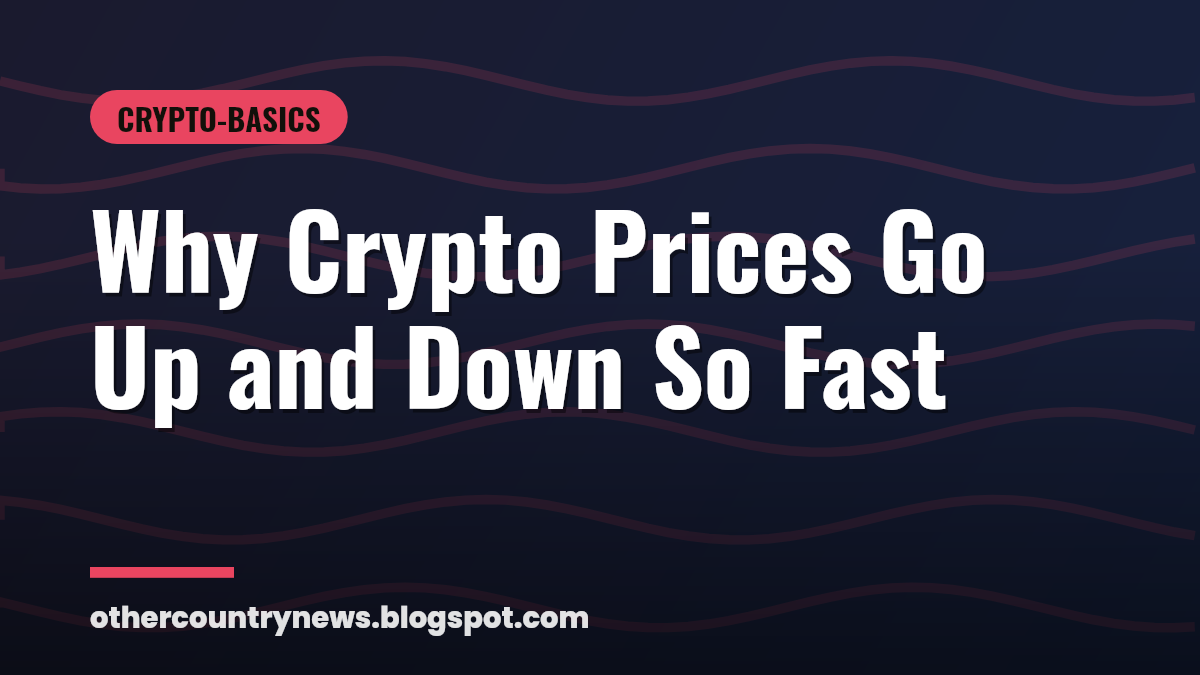 CRYPTO-BASICS
Why Crypto Prices Go
Up and Down So Fast
othercountrynews.blogspot.com